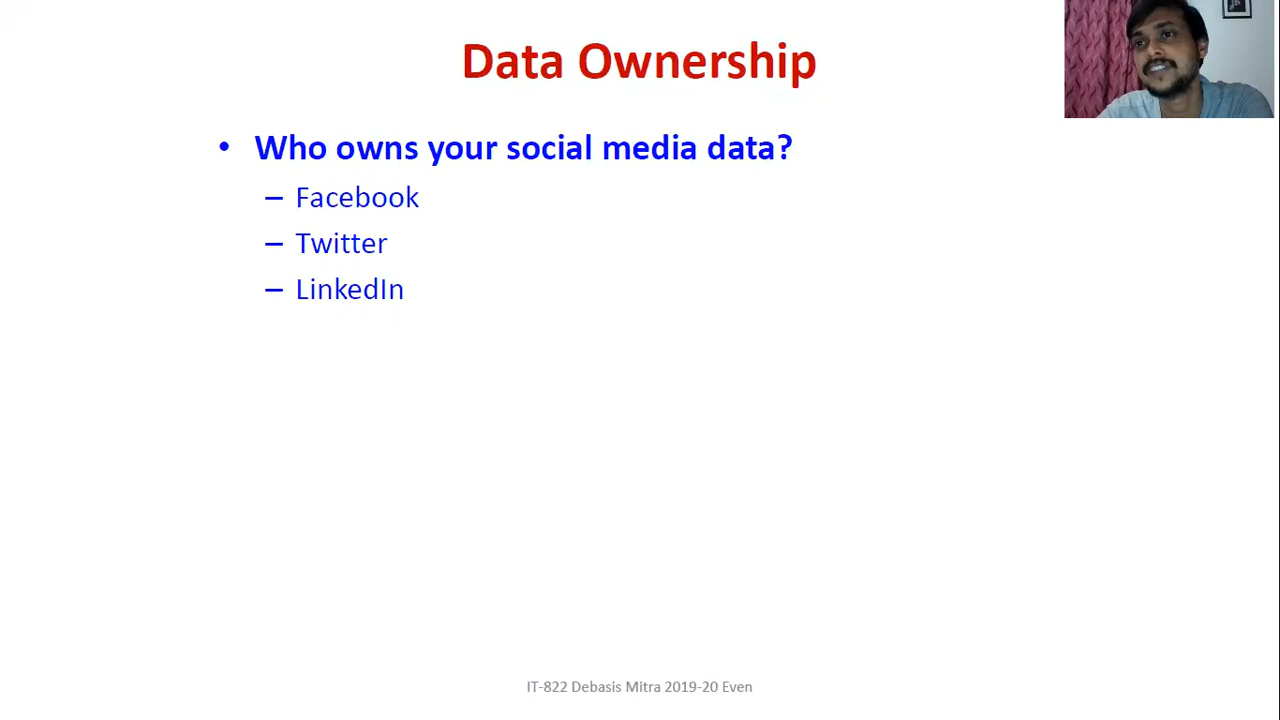 Data Ownership
• Who owns your social media data?
– Facebook
– Twitter
– LinkedIn
IT-822 Debasis Mitra 2019-20 Even